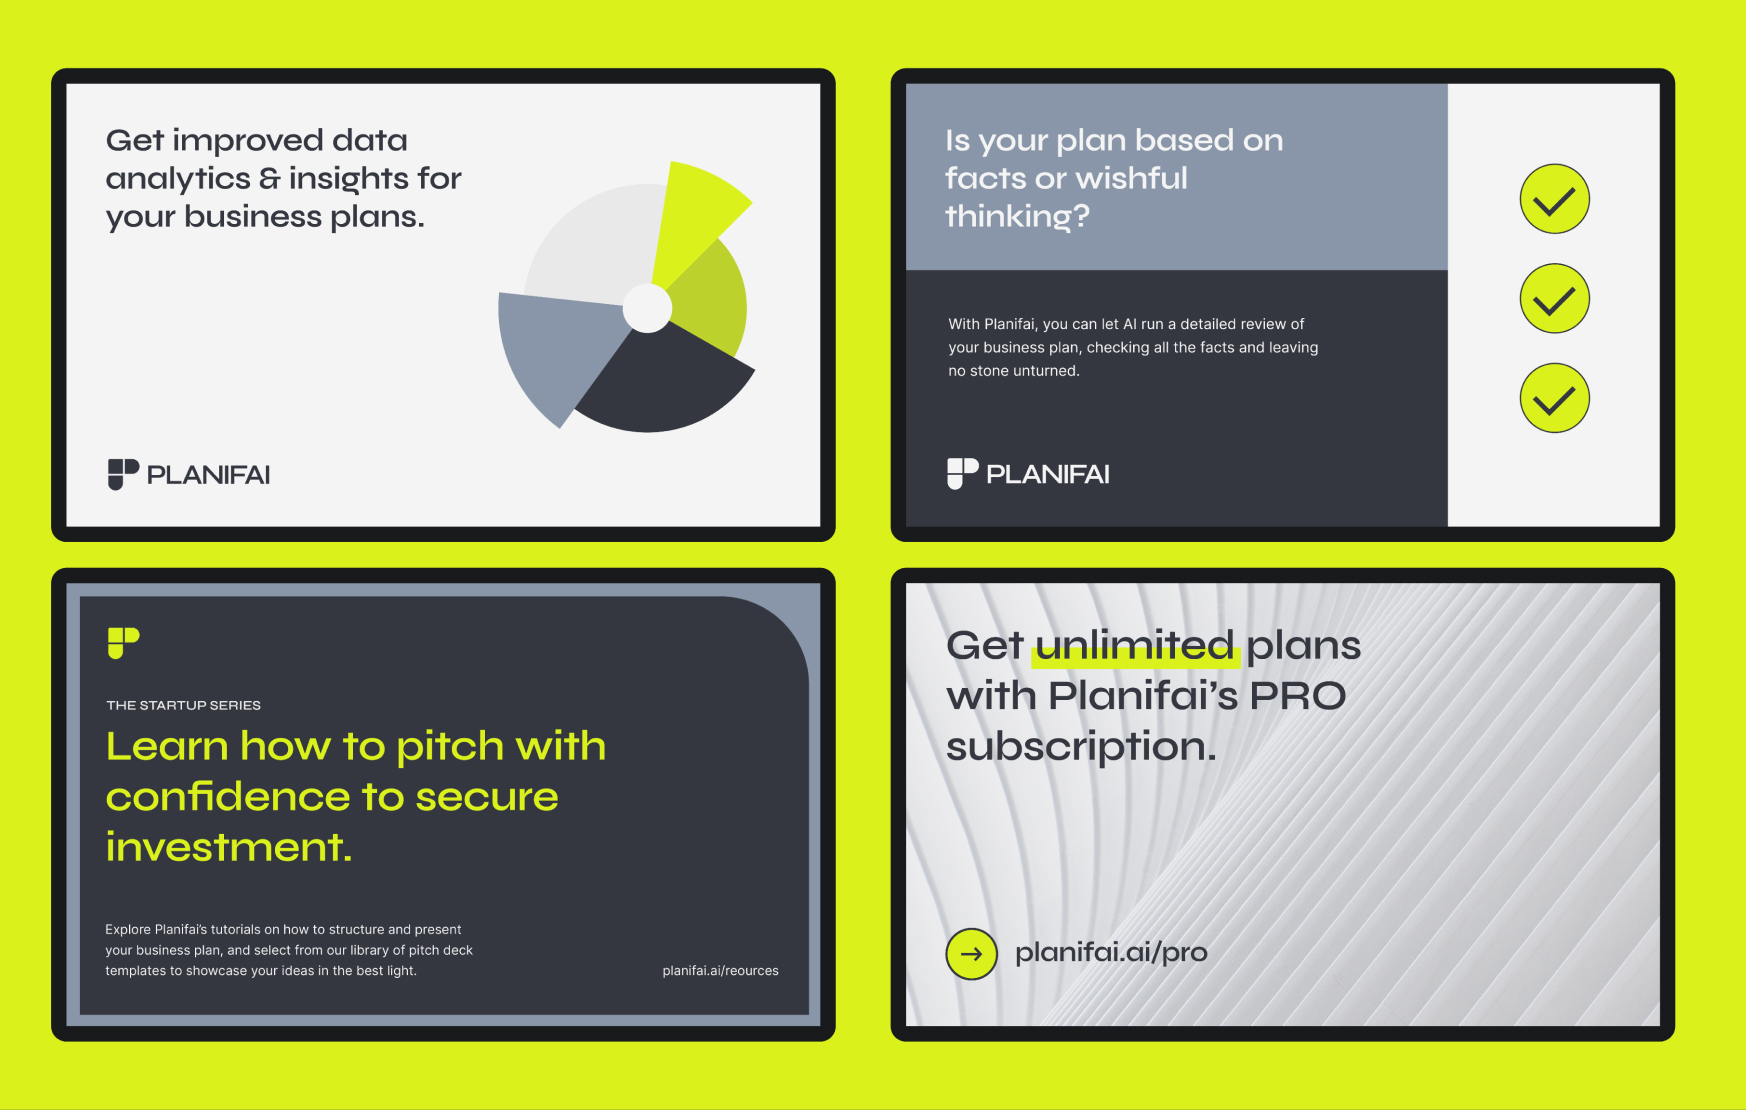 Get improved data
analytics & insights for
your business plans.
PLANIFAI
Is your plan based on
facts or wishful
thinking?
With Planifai, you can let AI run a detailed review of
your business plan, checking all the facts and leaving
no stone unturned.
PLANIFAI
THE STARTUP SERIES
Learn how to pitch with
confidence to secure
investment.
Explore Planifai's tutorials on how to structure and present
your business plan, and select from our library of pitch deck
templates to showcase your ideas in the best light.
planifai.ai/reources
Get unlimited plans
with Planifai’s PRO
subscription.
planifai.ai/pro